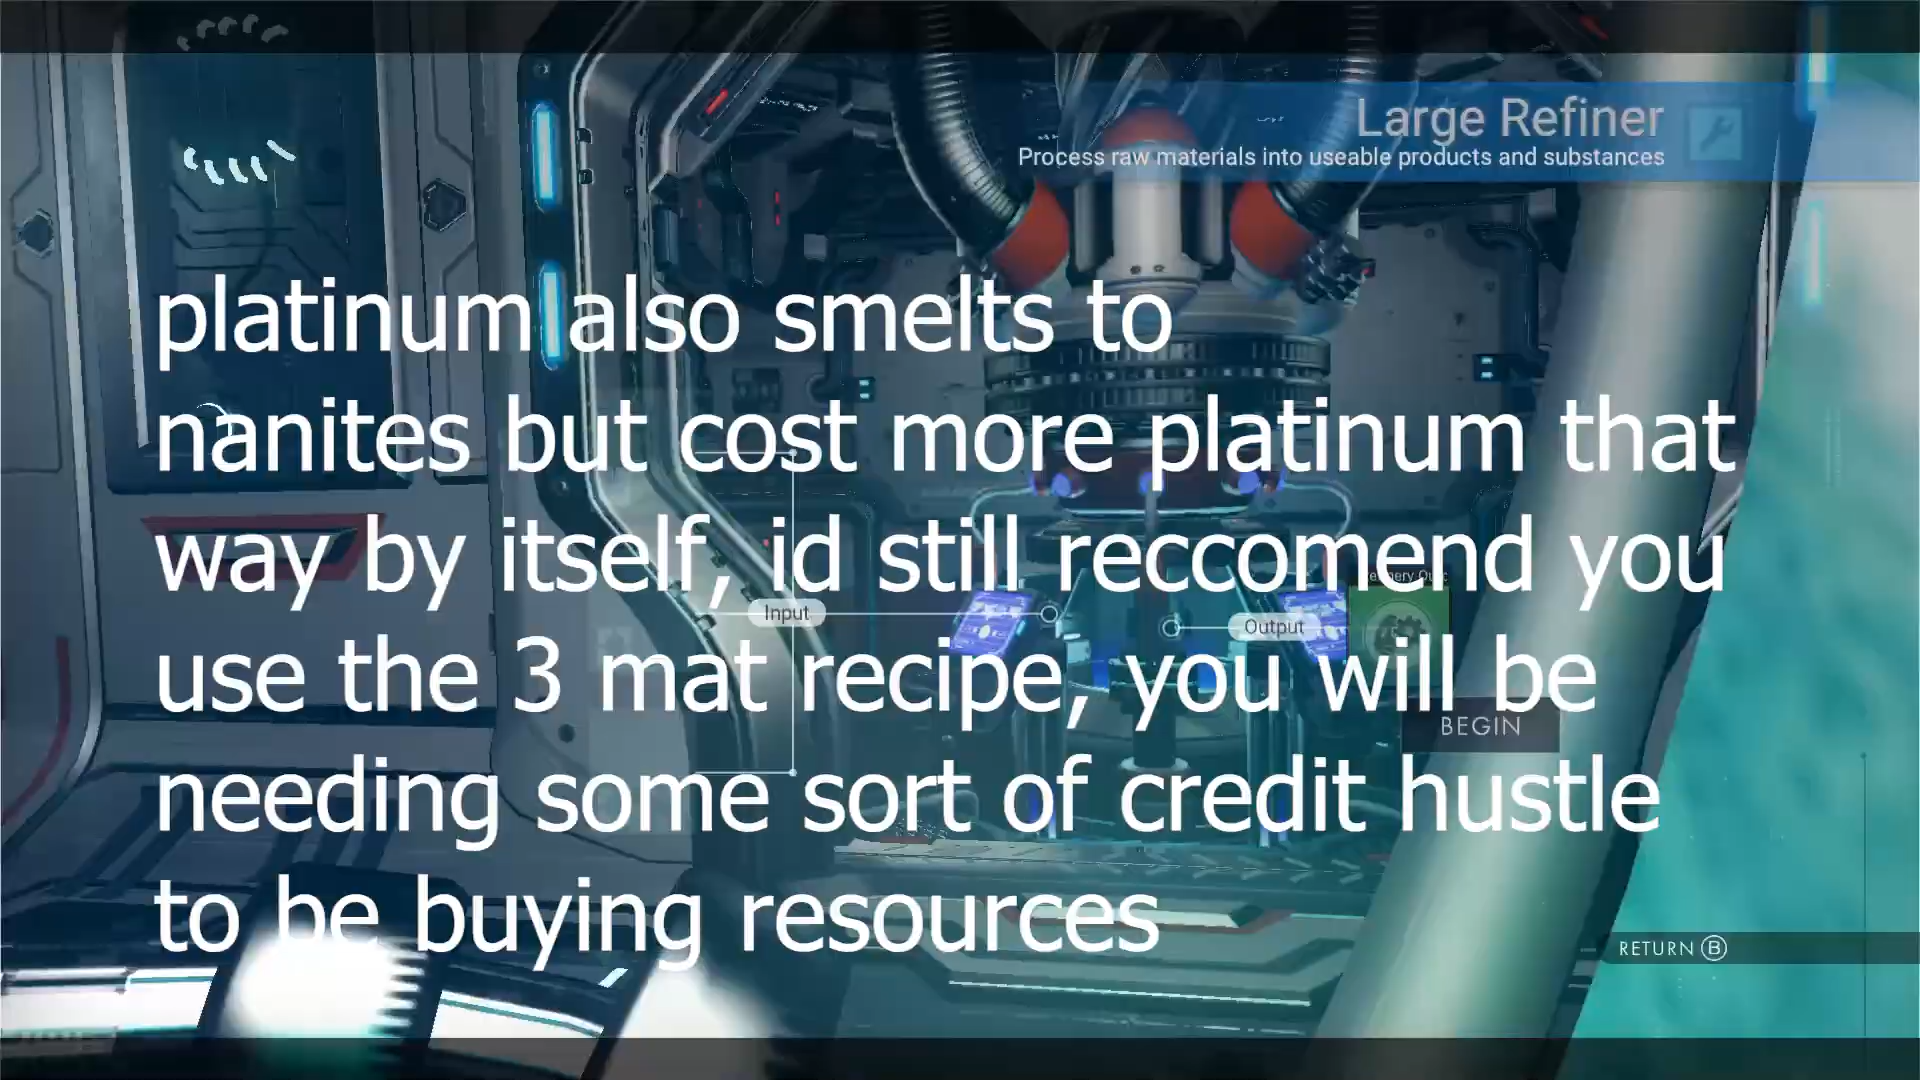 Large Refiner
Process raw materials into useable products and substances
platinum also smelts to
nanites but cost more platinum that
way by itself, id still reccomend you
use the 3 mat recipe, you will be
needing some sort of credit hustle
to be buying resources
Input
Output
BEGIN
RETURN B